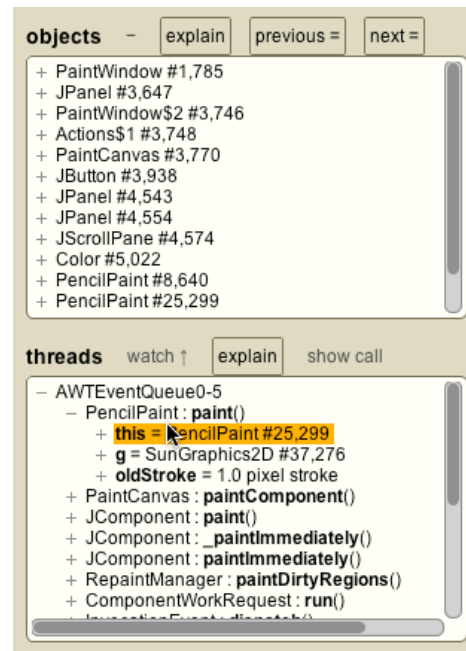 objects – explain previous = next =
+ PaintWindow #1,785
+ JPanel #3,647
+ PaintWindow$2 #3,746
+ Actions$1 #3,748
+ PaintCanvas #3,770
+ JButton #3,938
+ JPanel #4,543
+ JPanel #4,554
+ JScrollPane #4,574
+ Color #5,022
+ PencilPaint #8,640
+ PencilPaint #25,299
threads watch ↑ explain show call
– AWTEventQueue0-5
– PencilPaint : paint()
+ this = PencilPaint #25,299
+ g = SunGraphics2D #37,276
+ oldStroke = 1.0 pixel stroke
+ PaintCanvas : paintComponent()
+ JComponent : paint()
+ JComponent : _paintImmediately()
+ JComponent : paintImmediately()
+ RepaintManager : paintDirtyRegions()
+ ComponentWorkRequest : run()